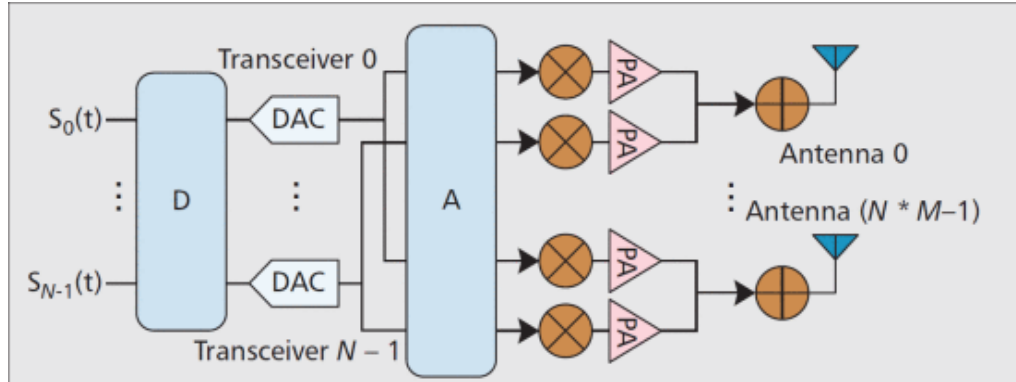 Transceiver 0
S0(t)
DAC
PA
PA
Antenna 0
⋮
D
⋮
A
⋮
Antenna (N * M–1)
SN-1(t)
DAC
PA
PA
Transceiver N – 1